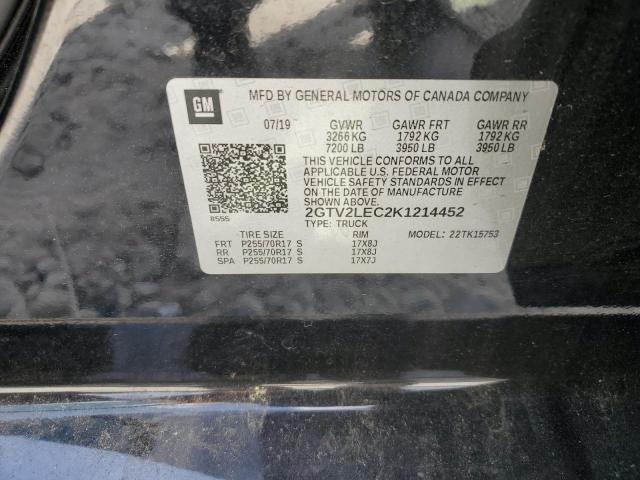 GM
MFD BY GENERAL MOTORS OF CANADA COMPANY
07/19 GVWR GAWR FRT GAWR RR
3266 KG 1792 KG 1792 KG
7200 LB 3950 LB 3950 LB
THIS VEHICLE CONFORMS TO ALL
APPLICABLE U.S. FEDERAL MOTOR
VEHICLE SAFETY STANDARDS IN EFFECT
ON THE DATE OF MANUFACTURE
SHOWN ABOVE.
8555 2GTV2LEC2K1214452
TYPE: TRUCK
TIRE SIZE RIM MODEL: 22TK15753
FRT P255/70R17 S 17X8J
RR P255/70R17 S 17X8J
SPA P255/70R17 S 17X7J